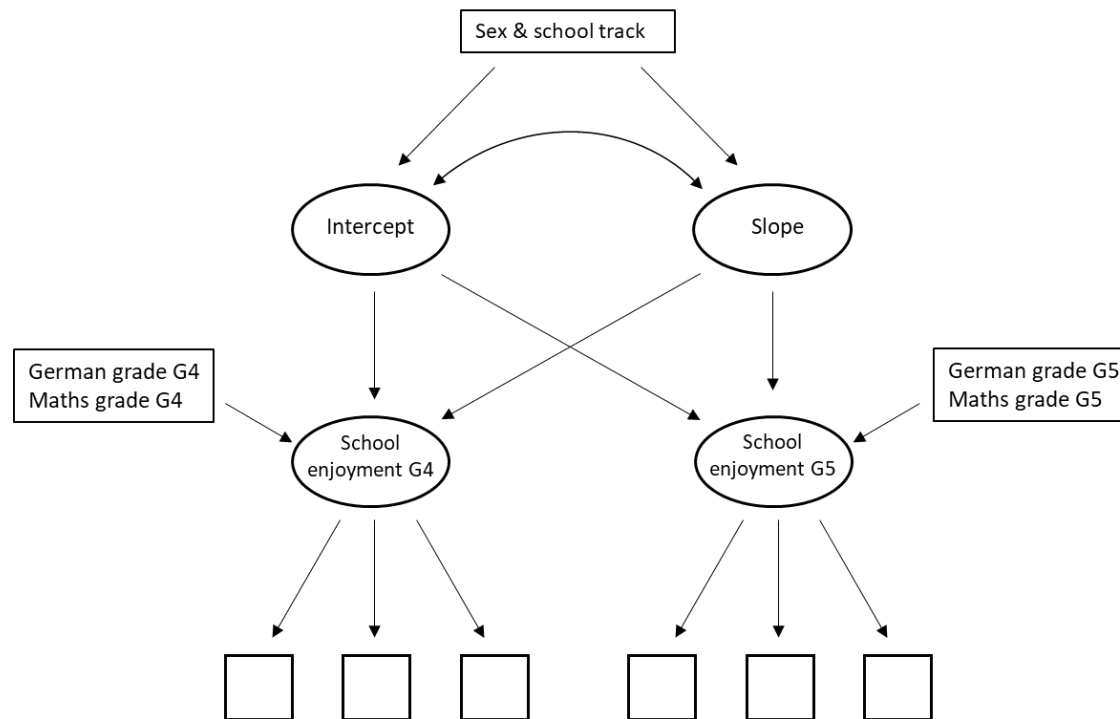 Sex & school track
Intercept
Slope
German grade G4
Maths grade G4
German grade G5
Maths grade G5
School
enjoyment G4
School
enjoyment G5